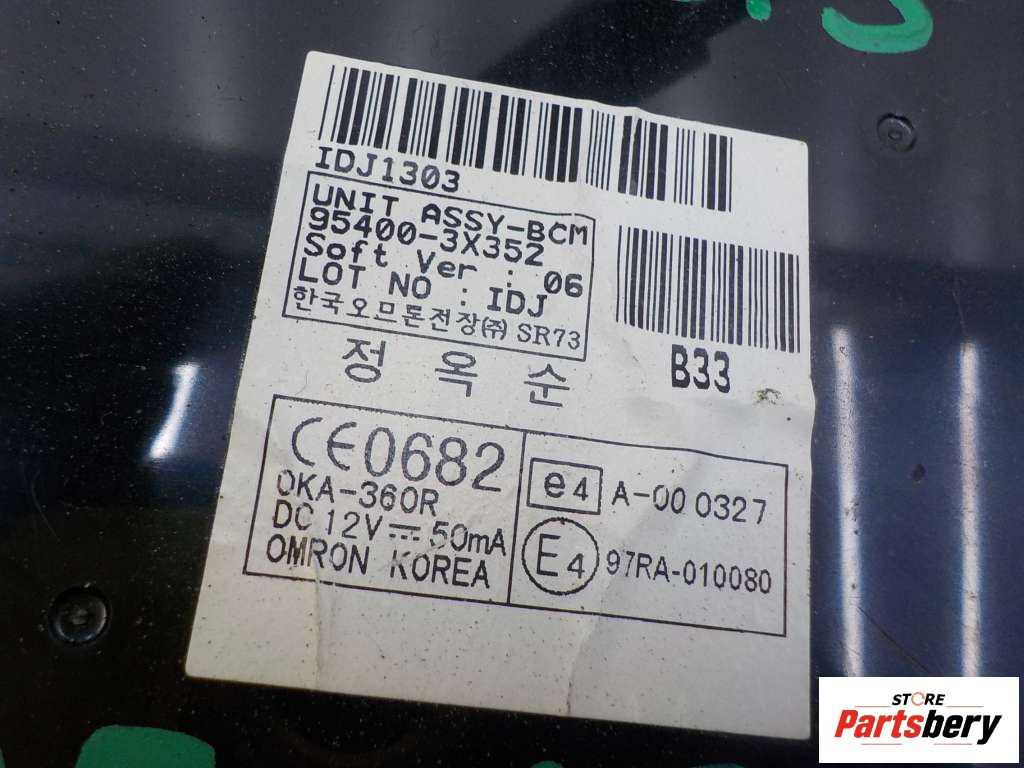 IDJ1303
UNIT ASSY-BCM
95400-3X352
Soft Ver : 06
LOT NO : IDJ
한국오므론전장(주) SR73
정 옥 순
B33
CE0682
OKA-360R
DC 12V ⎓ 50mA
OMRON KOREA
e4 A-00 0327
E4 97RA-010080
STORE
Partsbery